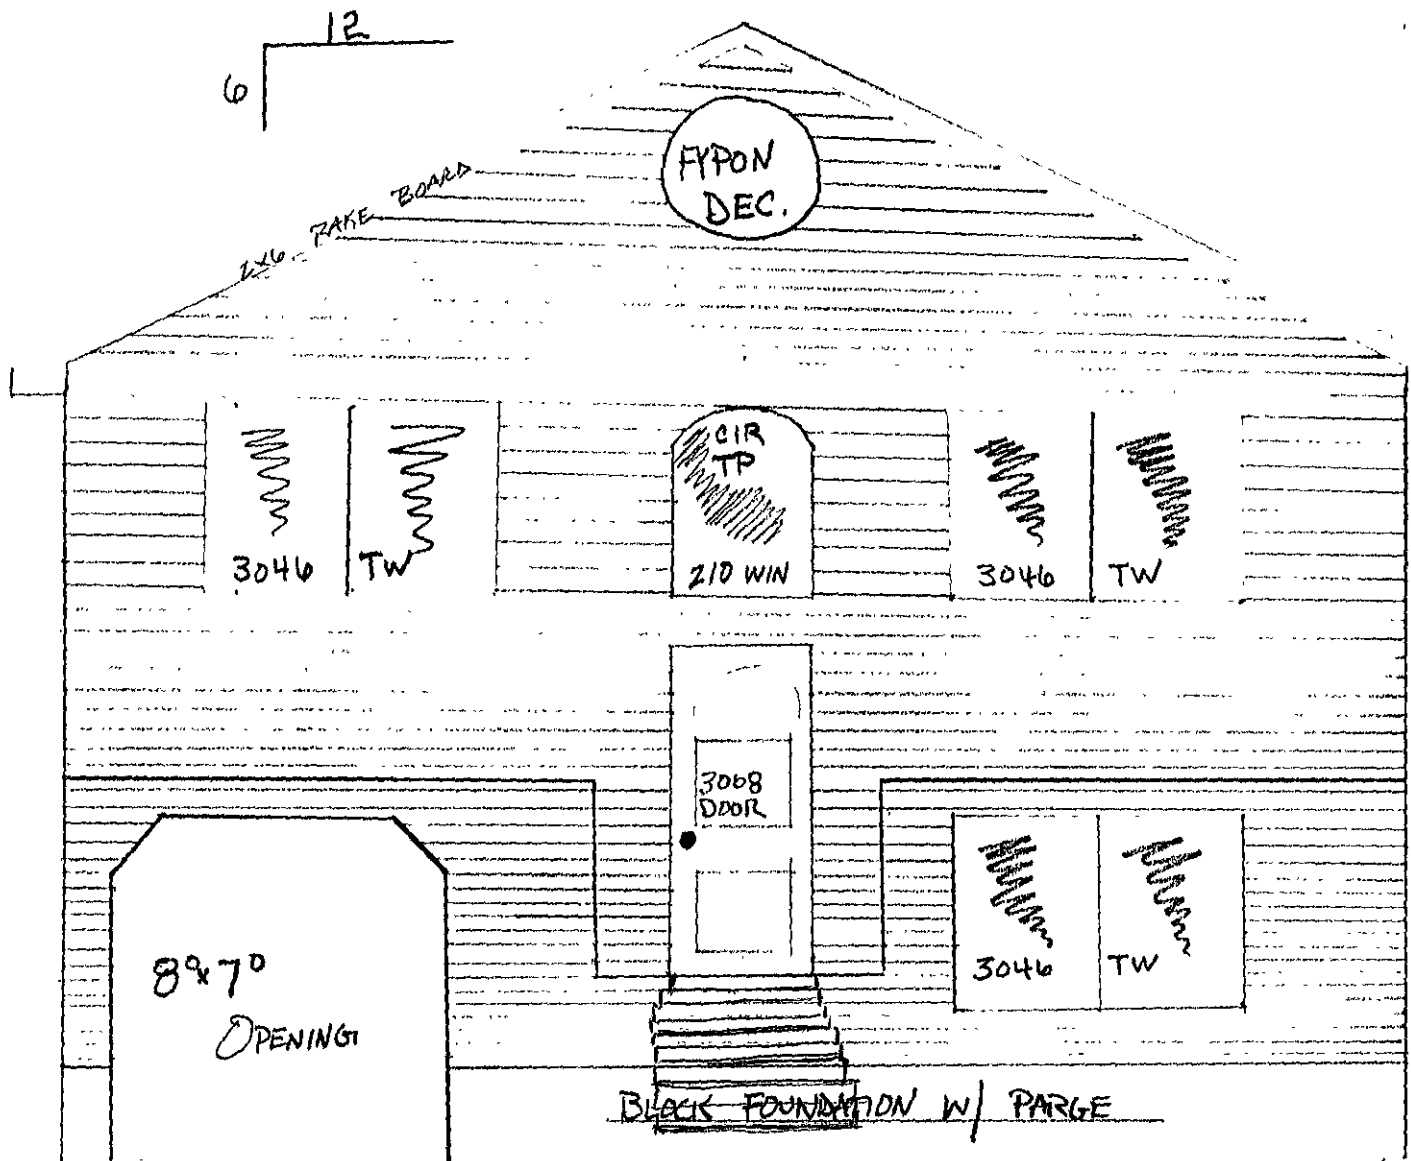 12
6
FYPON
DEC.
2x6 RAKE BOARD
CIR
TP
210 WIN
3046 TW
3046 TW
3068
DOOR
8⁰x7⁰
OPENING
3046 TW
BLOCK FOUNDATION W/ PARGE